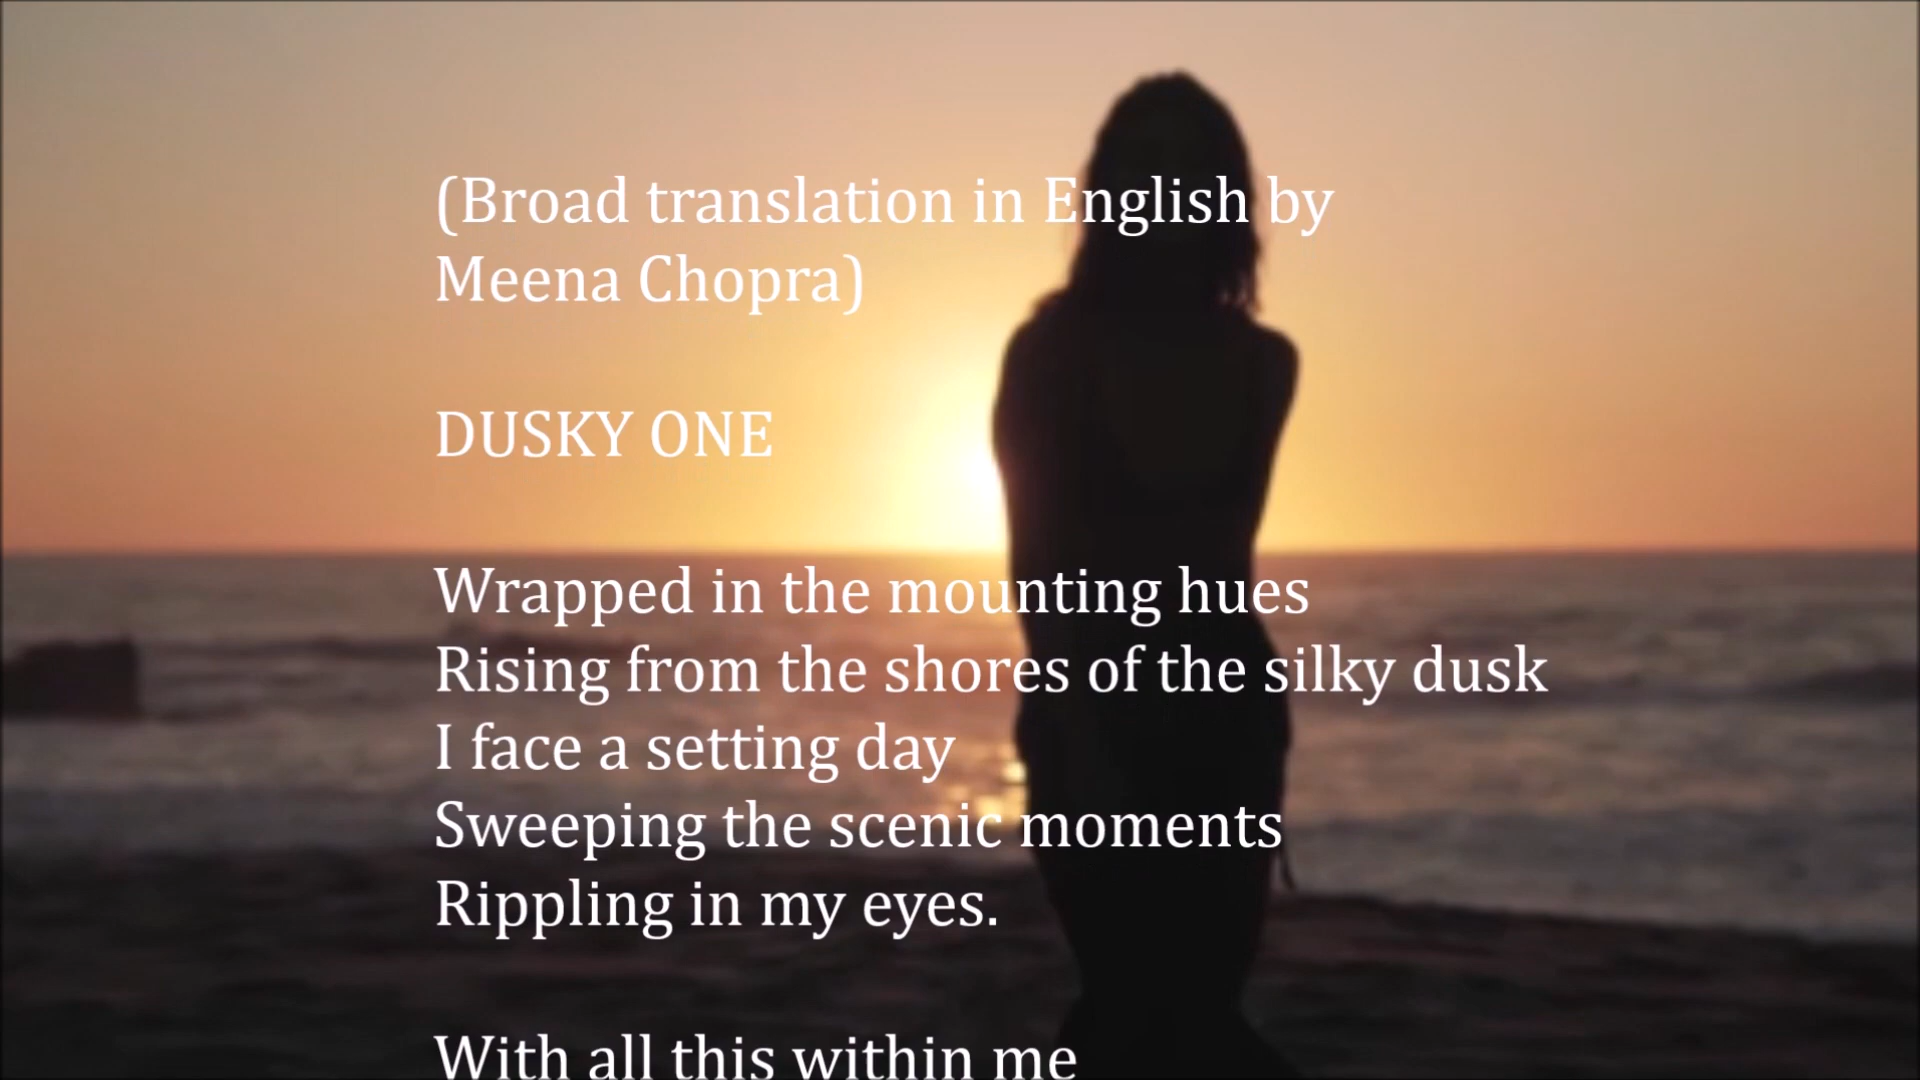 (Broad translation in English by
Meena Chopra)
DUSKY ONE
Wrapped in the mounting hues
Rising from the shores of the silky dusk
I face a setting day
Sweeping the scenic moments
Rippling in my eyes.
With all this within me